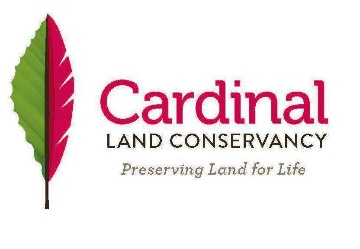 Cardinal
LAND CONSERVANCY
Preserving Land for Life